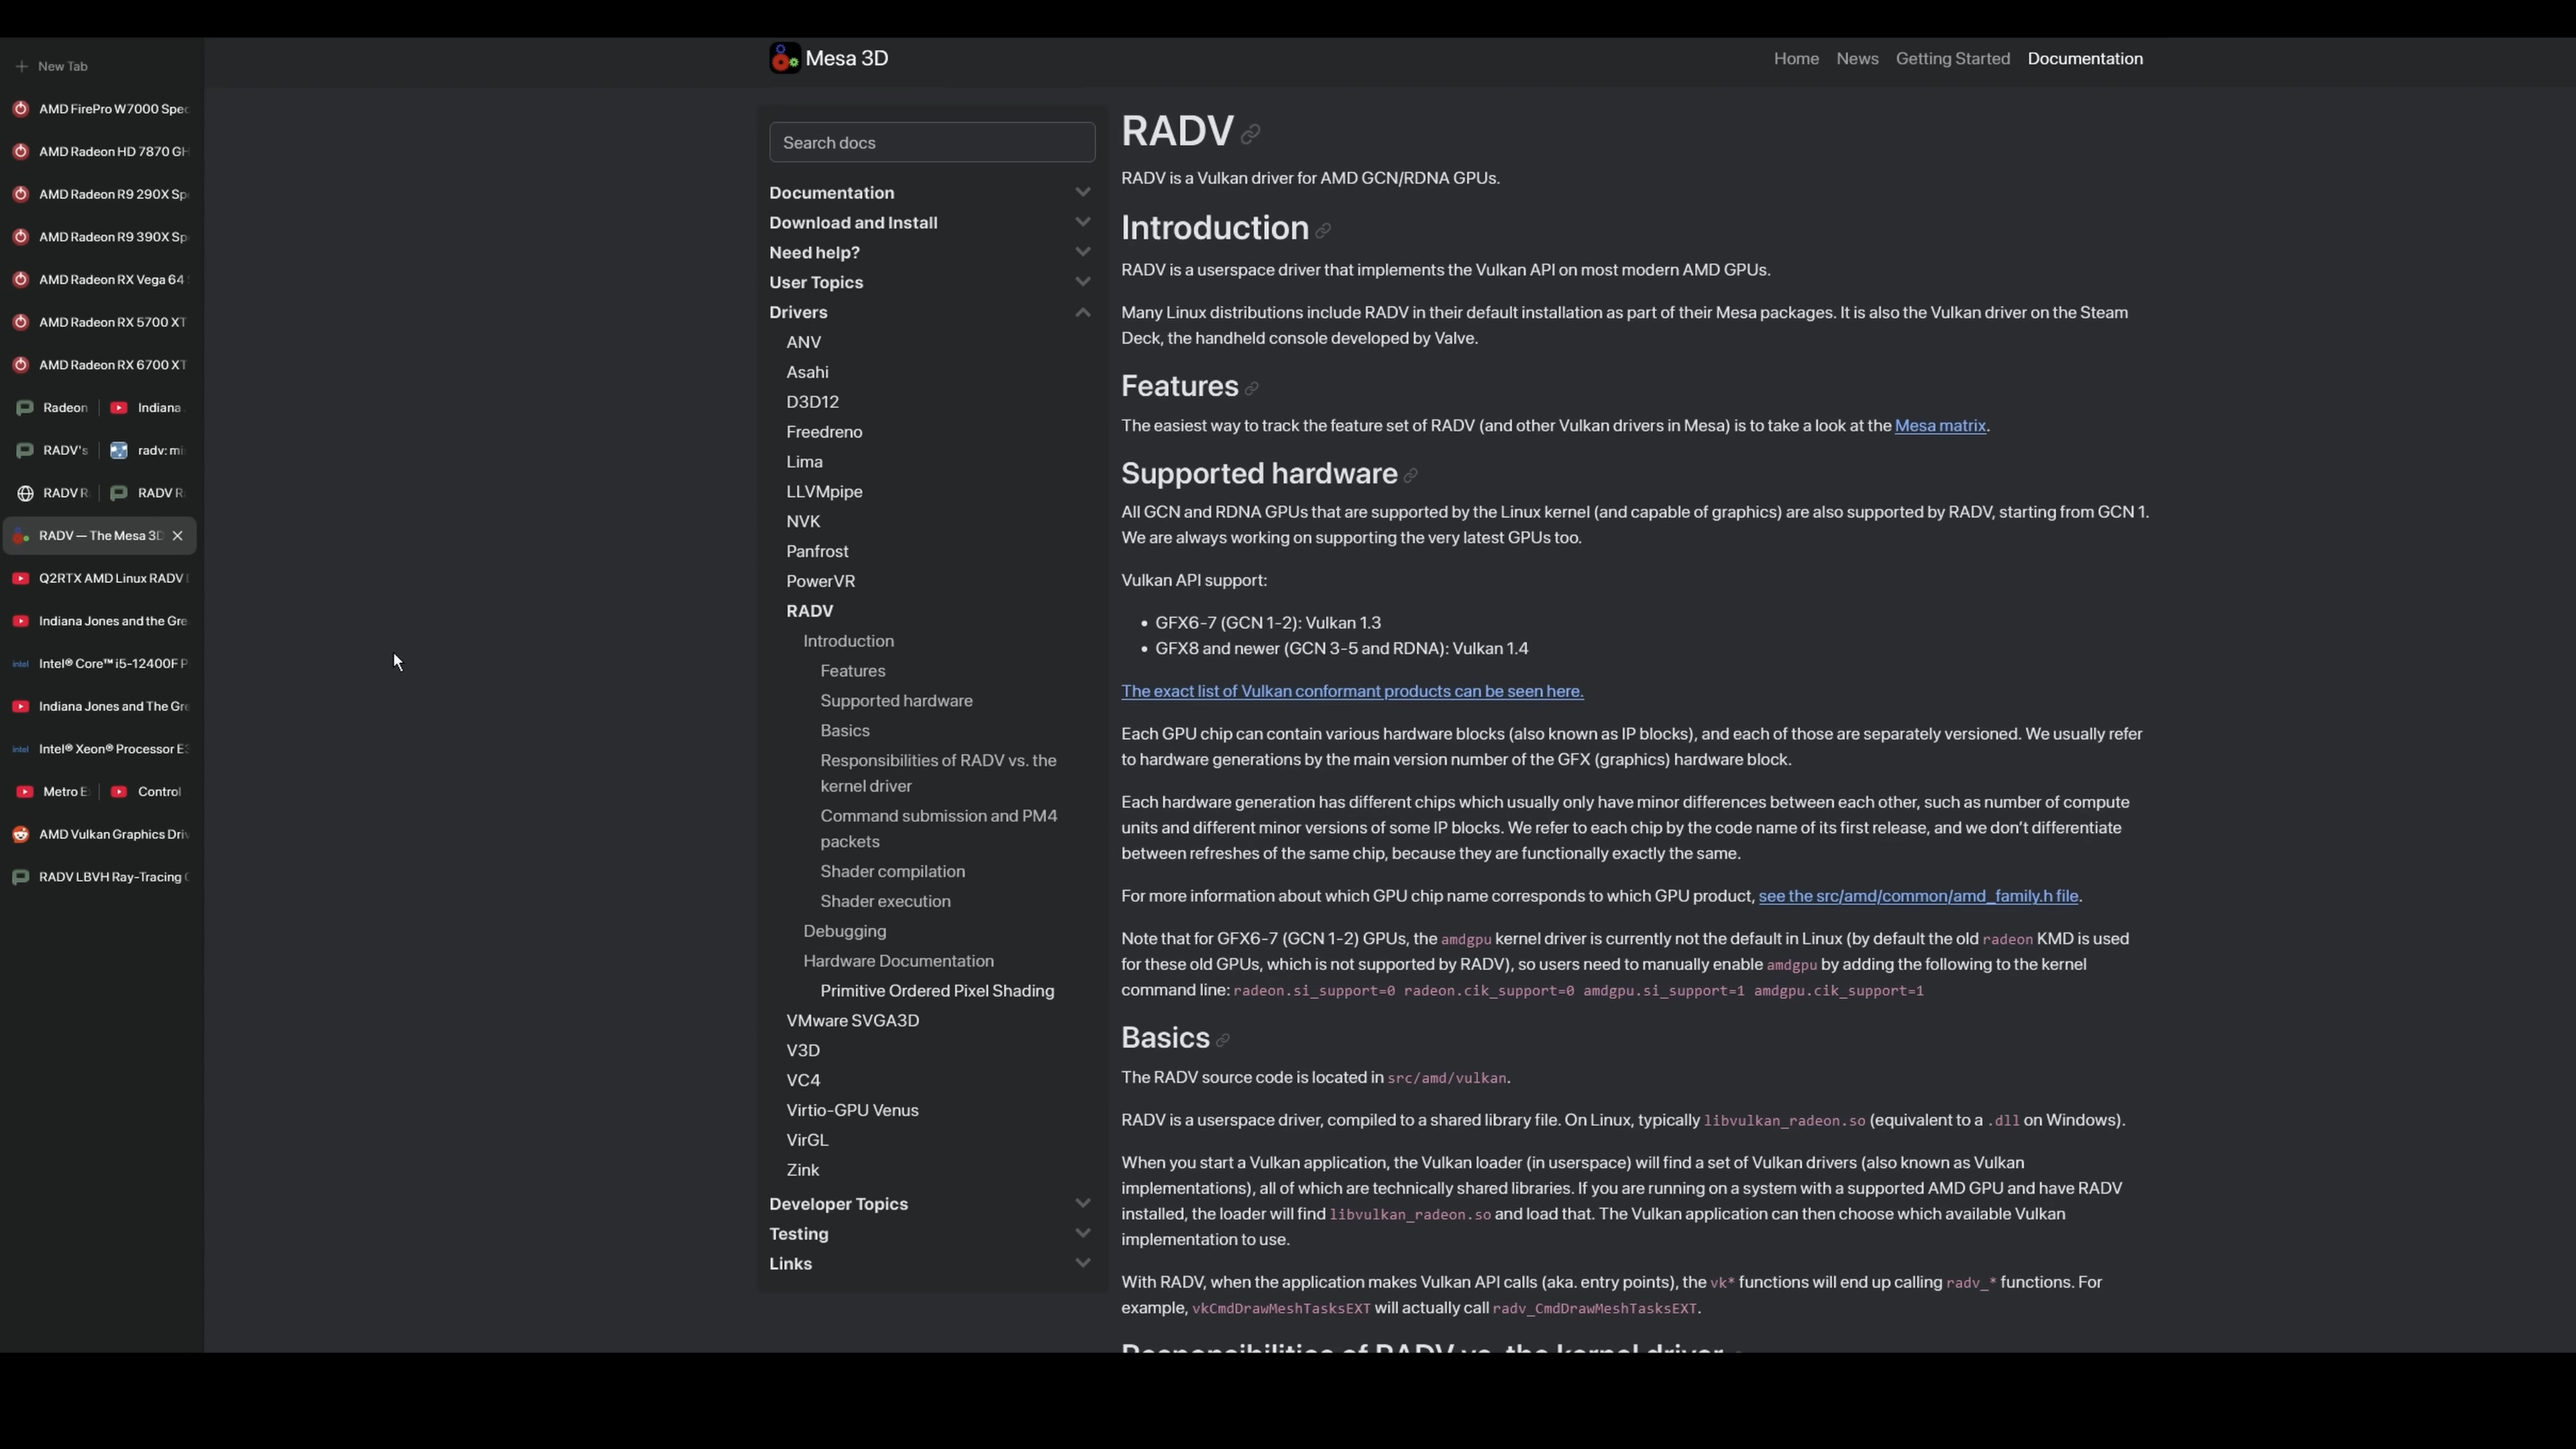 New Tab
AMD FirePro W7000 Spec
AMD Radeon HD 7870 GH
AMD Radeon R9 290X Sp
AMD Radeon R9 390X Sp
AMD Radeon RX Vega 64
AMD Radeon RX 5700 XT
AMD Radeon RX 6700 XT
Radeon
Indiana
RADV's
radv: mi
RADV R
RADV R
RADV — The Mesa 3D
Q2RTX AMD Linux RADV
Indiana Jones and the Gre
intel Intel® Core™ i5-12400F P
Indiana Jones and The Gre
intel Intel® Xeon® Processor E3
Metro E
Control
AMD Vulkan Graphics Driv
RADV LBVH Ray-Tracing
Mesa 3D
Home News Getting Started Documentation
Search docs
Documentation
Download and Install
Need help?
User Topics
Drivers
ANV
Asahi
D3D12
Freedreno
Lima
LLVMpipe
NVK
Panfrost
PowerVR
RADV
Introduction
Features
Supported hardware
Basics
Responsibilities of RADV vs. the
kernel driver
Command submission and PM4
packets
Shader compilation
Shader execution
Debugging
Hardware Documentation
Primitive Ordered Pixel Shading
VMware SVGA3D
V3D
VC4
Virtio-GPU Venus
VirGL
Zink
Developer Topics
Testing
Links
RADV
RADV is a Vulkan driver for AMD GCN/RDNA GPUs.
Introduction
RADV is a userspace driver that implements the Vulkan API on most modern AMD GPUs.
Many Linux distributions include RADV in their default installation as part of their Mesa packages. It is also the Vulkan driver on the Steam
Deck, the handheld console developed by Valve.
Features
The easiest way to track the feature set of RADV (and other Vulkan drivers in Mesa) is to take a look at the Mesa matrix.
Supported hardware
All GCN and RDNA GPUs that are supported by the Linux kernel (and capable of graphics) are also supported by RADV, starting from GCN 1.
We are always working on supporting the very latest GPUs too.
Vulkan API support:
• GFX6-7 (GCN 1-2): Vulkan 1.3
• GFX8 and newer (GCN 3-5 and RDNA): Vulkan 1.4
The exact list of Vulkan conformant products can be seen here.
Each GPU chip can contain various hardware blocks (also known as IP blocks), and each of those are separately versioned. We usually refer
to hardware generations by the main version number of the GFX (graphics) hardware block.
Each hardware generation has different chips which usually only have minor differences between each other, such as number of compute
units and different minor versions of some IP blocks. We refer to each chip by the code name of its first release, and we don't differentiate
between refreshes of the same chip, because they are functionally exactly the same.
For more information about which GPU chip name corresponds to which GPU product, see the src/amd/common/amd_family.h file.
Note that for GFX6-7 (GCN 1-2) GPUs, the amdgpu kernel driver is currently not the default in Linux (by default the old radeon KMD is used
for these old GPUs, which is not supported by RADV), so users need to manually enable amdgpu by adding the following to the kernel
command line: radeon.si_support=0 radeon.cik_support=0 amdgpu.si_support=1 amdgpu.cik_support=1
Basics
The RADV source code is located in src/amd/vulkan.
RADV is a userspace driver, compiled to a shared library file. On Linux, typically libvulkan_radeon.so (equivalent to a .dll on Windows).
When you start a Vulkan application, the Vulkan loader (in userspace) will find a set of Vulkan drivers (also known as Vulkan
implementations), all of which are technically shared libraries. If you are running on a system with a supported AMD GPU and have RADV
installed, the loader will find libvulkan_radeon.so and load that. The Vulkan application can then choose which available Vulkan
implementation to use.
With RADV, when the application makes Vulkan API calls (aka. entry points), the vk* functions will end up calling radv_* functions. For
example, vkCmdDrawMeshTasksEXT will actually call radv_CmdDrawMeshTasksEXT.
Responsibilities of RADV vs. the kernel driver